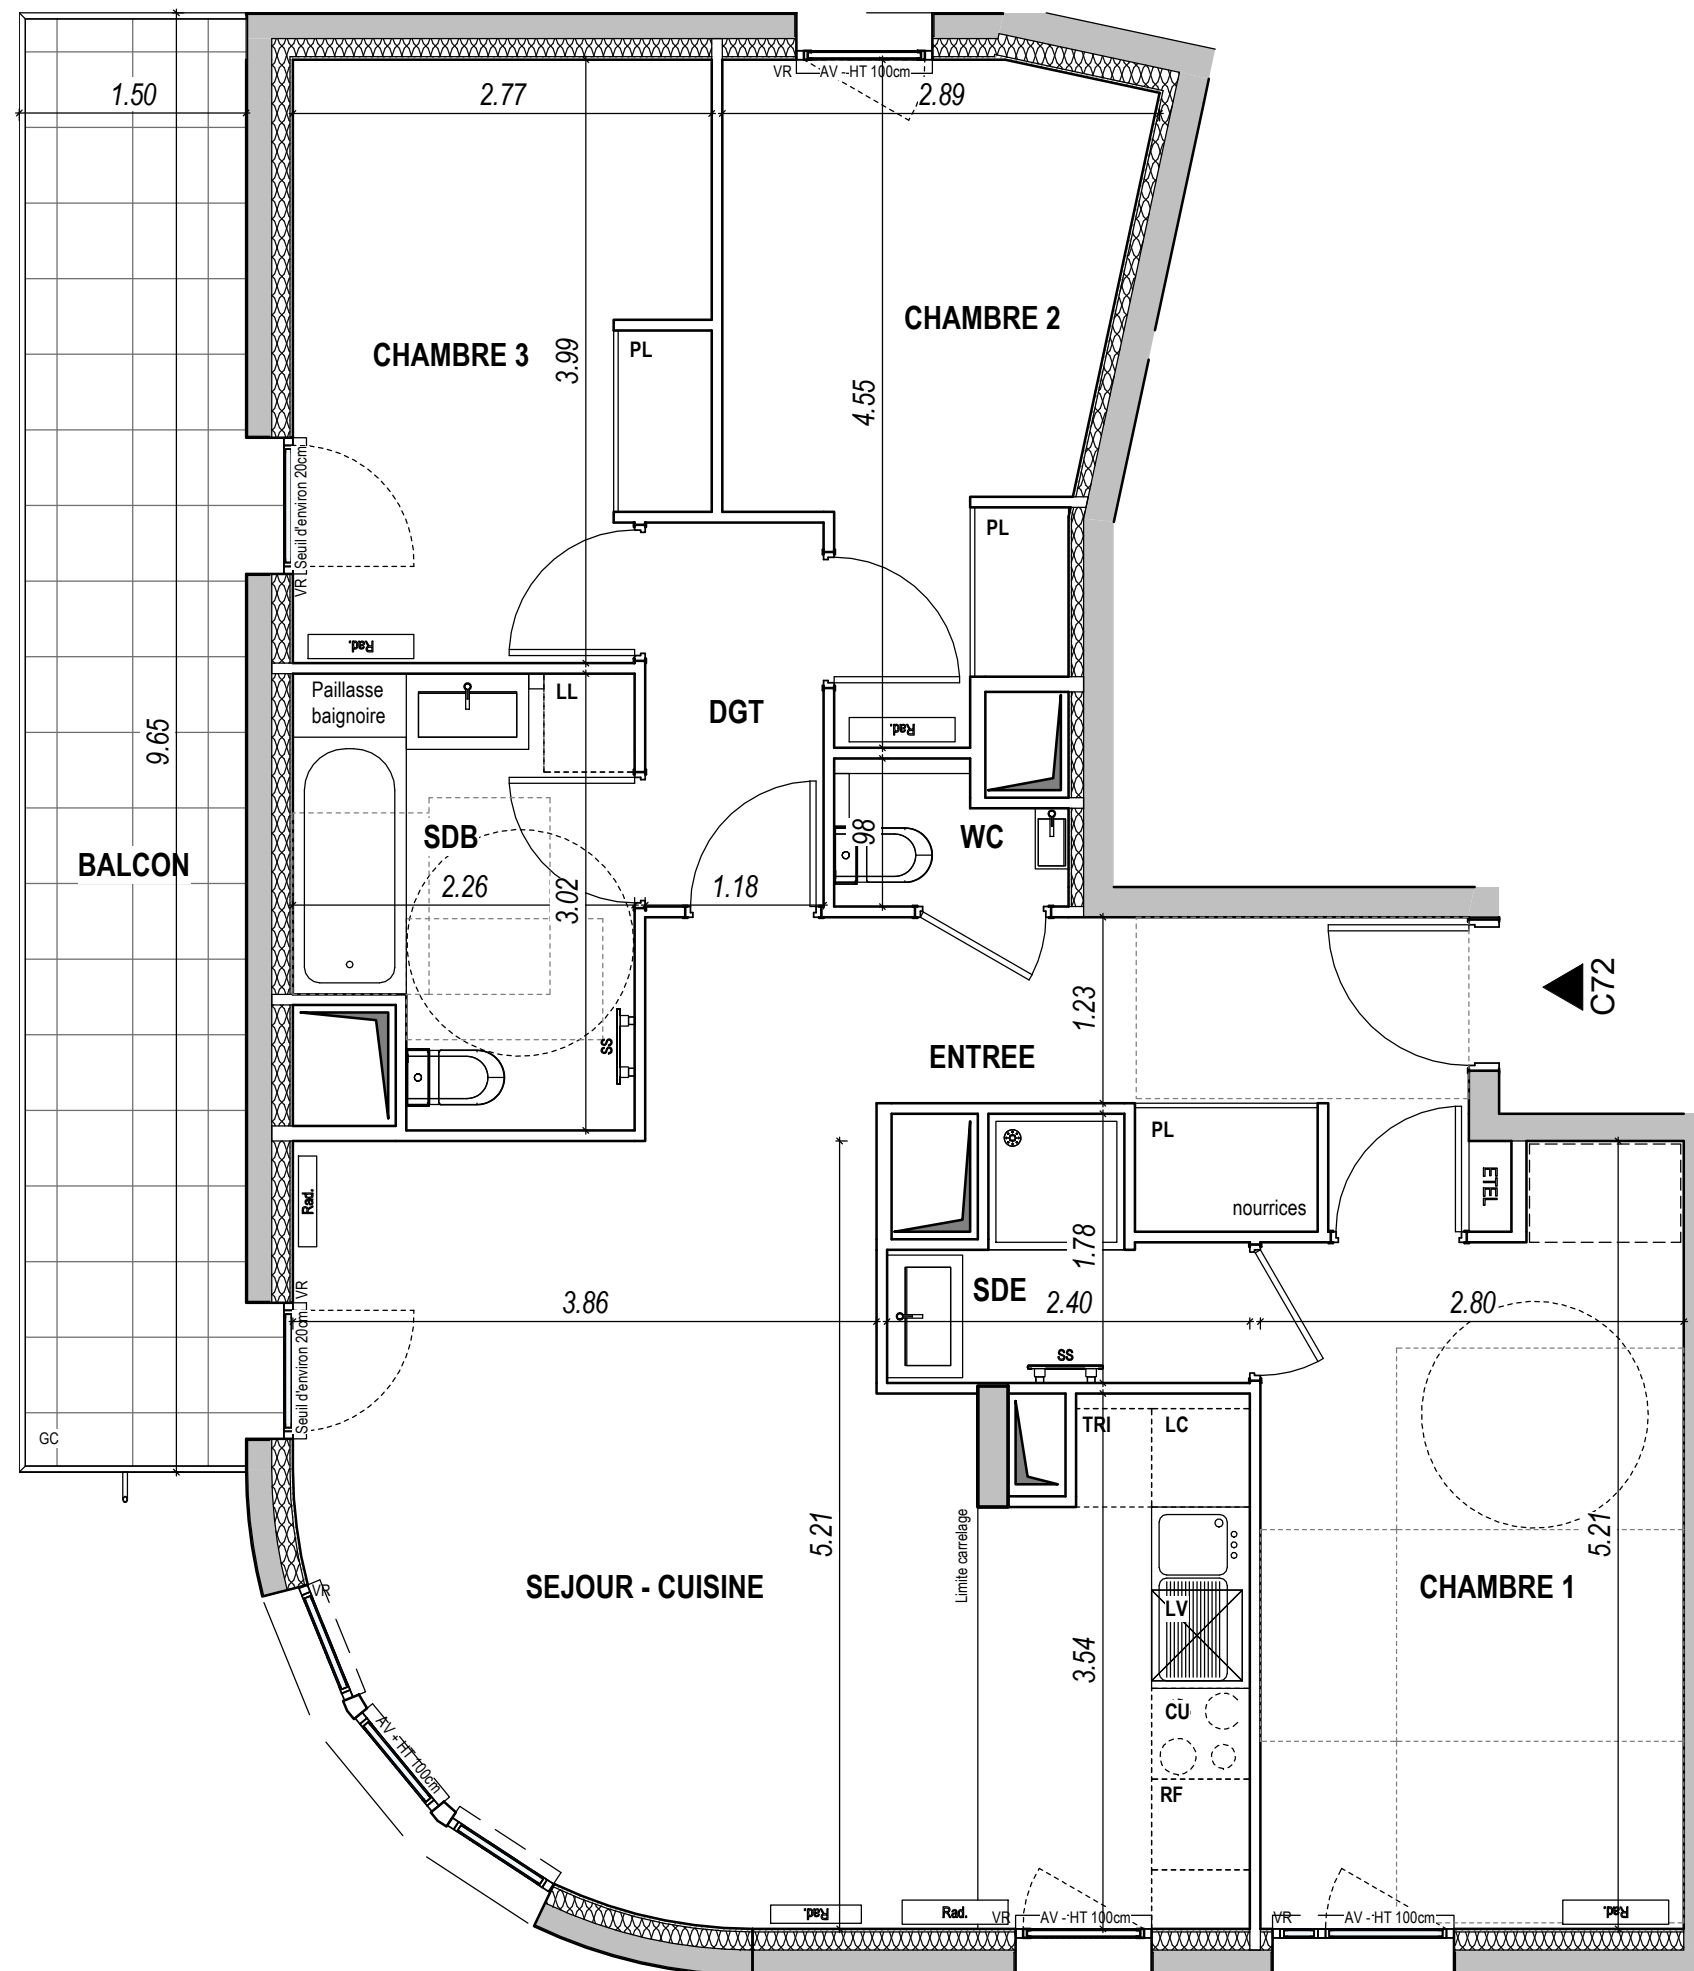 VR
AV - HT 100cm
1.50
2.77
2.89
CHAMBRE 2
CHAMBRE 3
3.99
PL
4.55
Seuil d'environ 20cm
VR
PL
Rad.
Paillasse
baignoire
LL
DGT
Rad.
9.65
SDB
98
WC
BALCON
2.26
3.02
1.18
C72
1.23
SS
ENTREE
PL
ETEL
Rad.
nourrices
1.78
VR
SDE
3.86
2.40
2.80
Seuil d'environ 20cm
SS
TRI
LC
GC
5.21
Limite carrelage
5.21
VR
SEJOUR - CUISINE
CHAMBRE 1
LV
3.54
CU
AV + HT 100cm
RF
Rad.
Rad.
VR
AV - HT 100cm
VR
AV - HT 100cm
Rad.